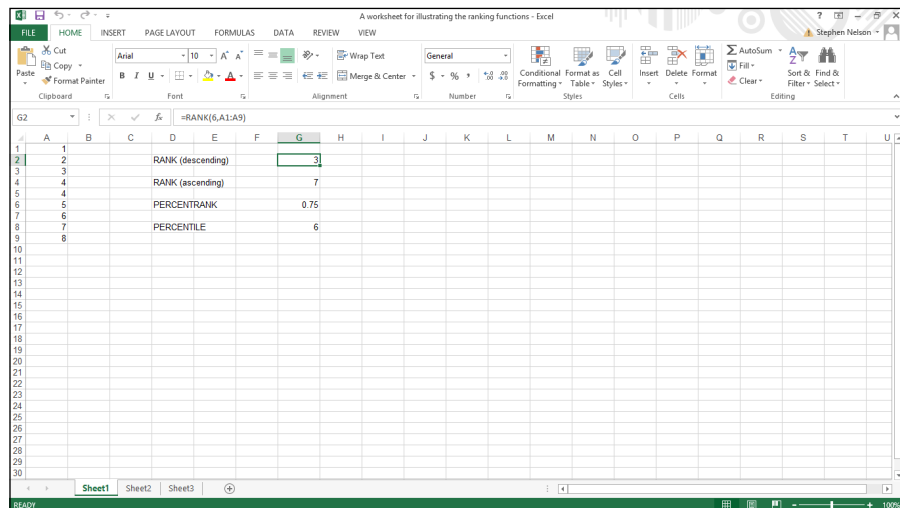 A worksheet for illustrating the ranking functions - Excel
?
FILE HOME INSERT PAGE LAYOUT FORMULAS DATA REVIEW VIEW
Stephen Nelson
Paste
Cut
Copy
Format Painter
Clipboard
Arial 10
B I U
Font
Wrap Text
Merge & Center
Alignment
General
$ % ,
Number
Conditional Formatting
Format as Table
Cell Styles
Styles
Insert Delete Format
Cells
AutoSum
Fill
Clear
Sort & Filter
Find & Select
Editing
G2 fx =RANK(6,A1:A9)
A B C D E F G H I J K L M N O P Q R S T U
1 1
2 2 RANK (descending) 3
3 3
4 4 RANK (ascending) 7
5 4
6 5 PERCENTRANK 0.75
7 6
8 7 PERCENTILE 6
9 8
10
11
12
13
14
15
16
17
18
19
20
21
22
23
24
25
26
27
28
29
30
Sheet1 Sheet2 Sheet3
READY 100%